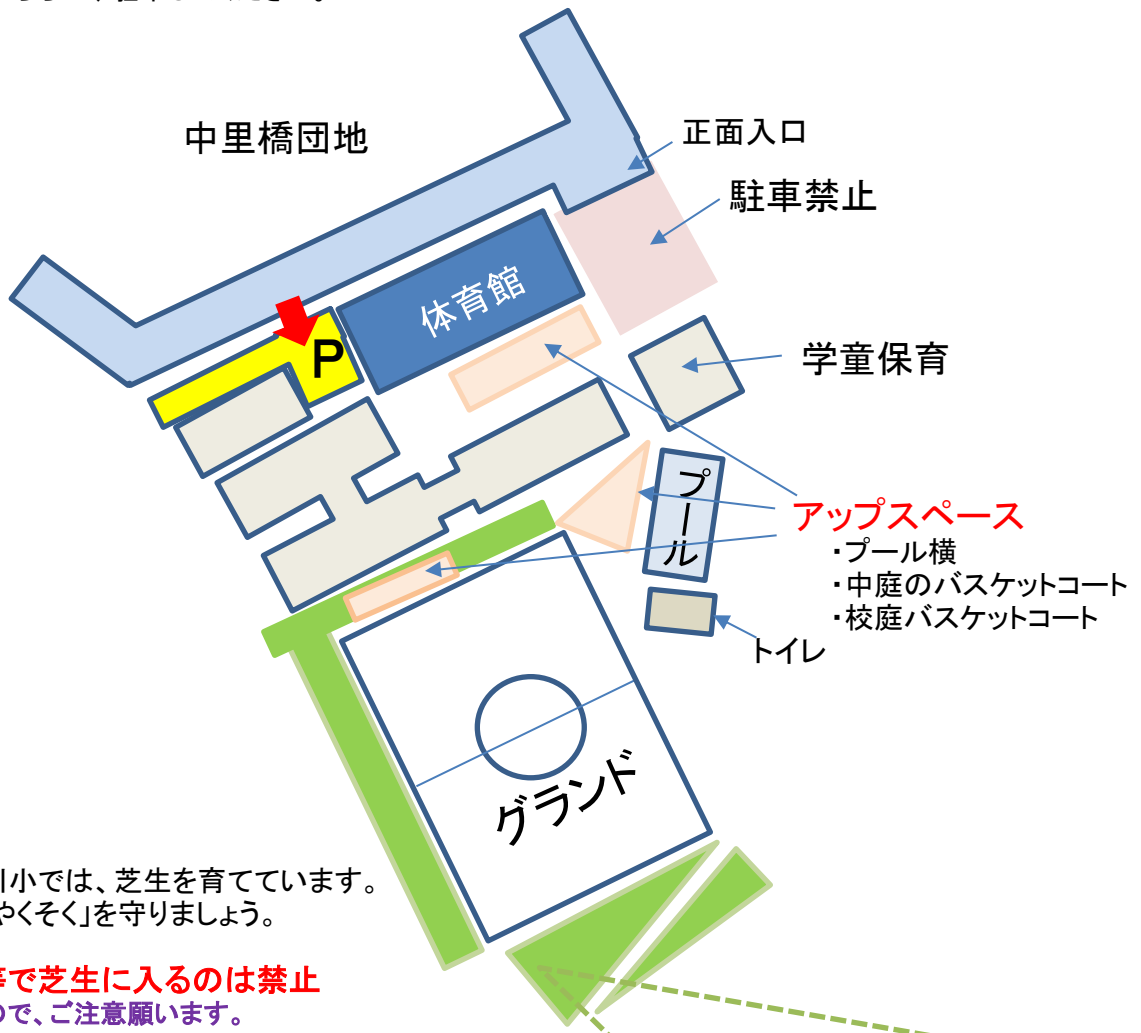 中里橋団地
正面入口
駐車禁止
体育館
P
学童保育
プール
アップスペース
・プール横
・中庭のバスケットコート
・校庭バスケットコート
トイレ
グランド
小では、芝生を育てています。
やくそく」を守りましょう。
等で芝生に入るのは禁止
ので、ご注意願います。